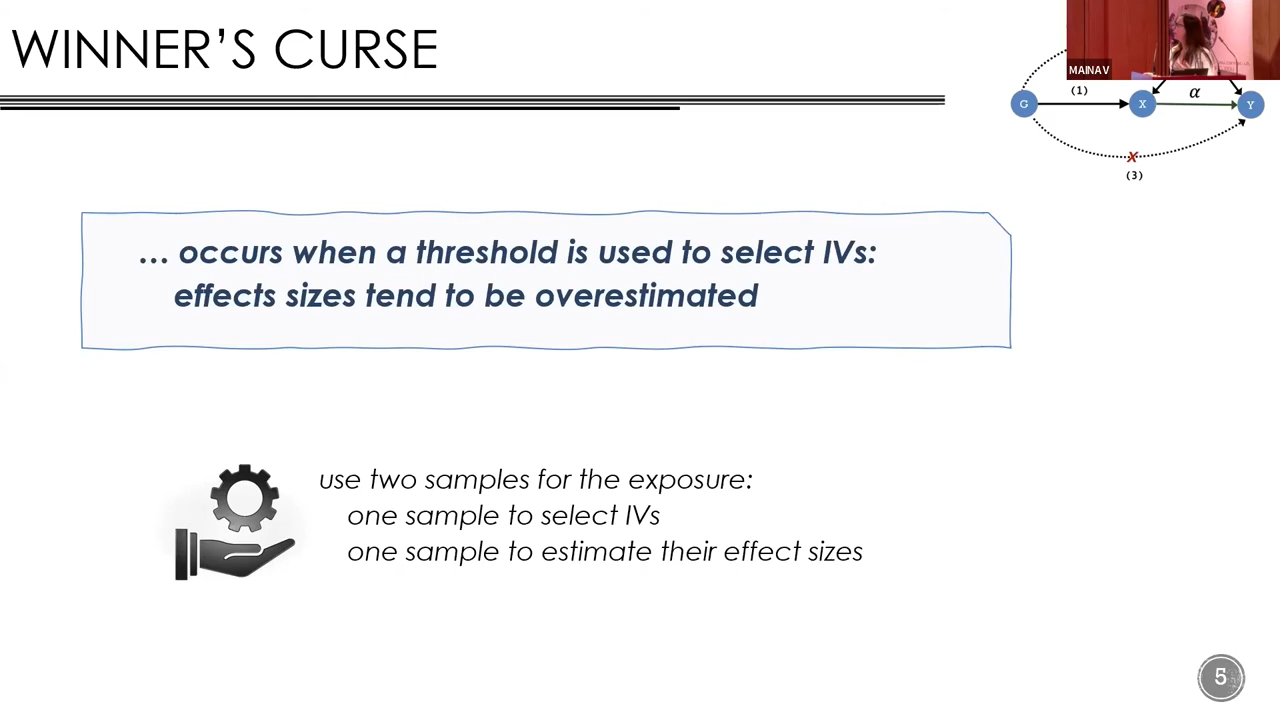 WINNER'S CURSE
MAINAV
(1)
α
G
X
Y
X
(3)
... occurs when a threshold is used to select IVs:
effects sizes tend to be overestimated
use two samples for the exposure:
one sample to select IVs
one sample to estimate their effect sizes
5